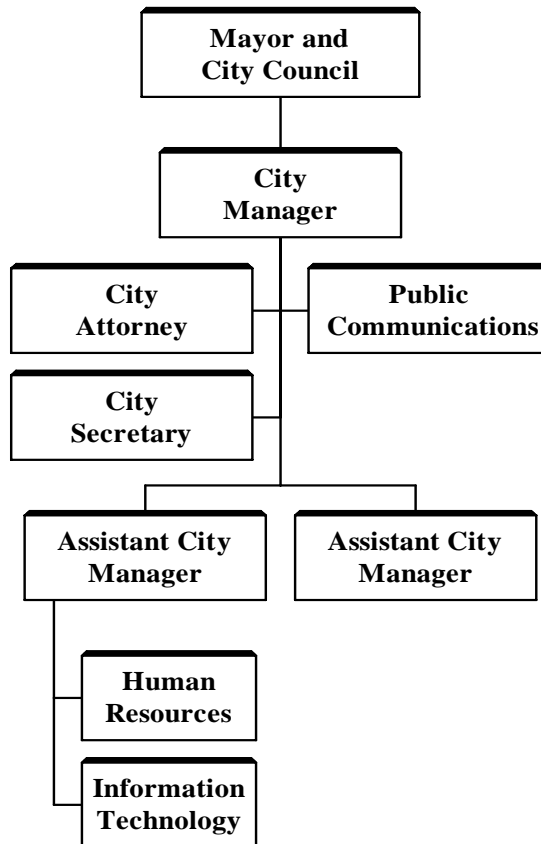 Mayor and
City Council
City
Manager
City
Attorney
Public
Communications
City
Secretary
Assistant City
Manager
Assistant City
Manager
Human
Resources
Information
Technology